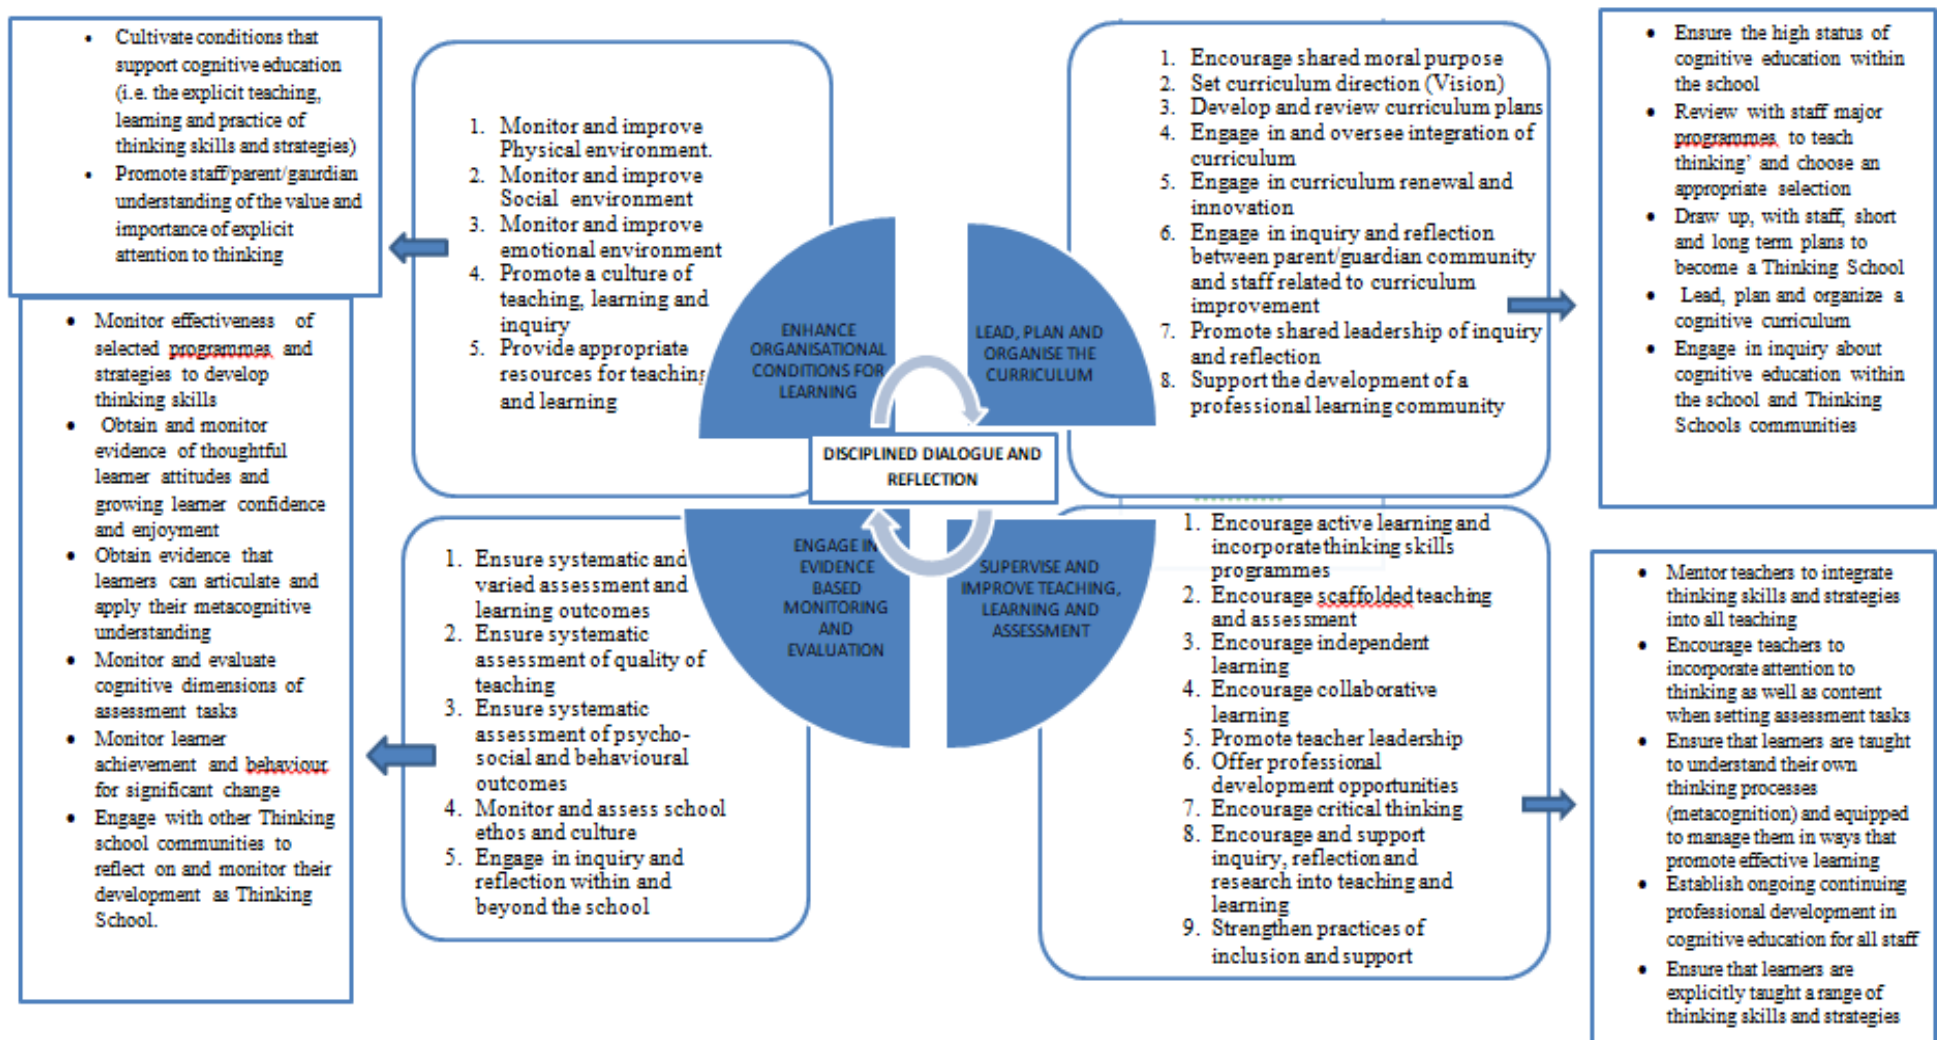 • Cultivate conditions that
support cognitive education
(i.e. the explicit teaching,
learning and practice of
thinking skills and strategies)
• Promote staff/parent/gaurdian
understanding of the value and
importance of explicit
attention to thinking
1. Monitor and improve
Physical environment.
2. Monitor and improve
Social environment
3. Monitor and improve
emotional environment
4. Promote a culture of
teaching, learning and
inquiry
5. Provide appropriate
resources for teaching
and learning
ENHANCE
ORGANISATIONAL
CONDITIONS FOR
LEARNING
LEAD, PLAN AND
ORGANISE THE
CURRICULUM
1. Encourage shared moral purpose
2. Set curriculum direction (Vision)
3. Develop and review curriculum plans
4. Engage in and oversee integration of
curriculum
5. Engage in curriculum renewal and
innovation
6. Engage in inquiry and reflection
between parent/guardian community
and staff related to curriculum
improvement
7. Promote shared leadership of inquiry
and reflection
8. Support the development of a
professional learning community
• Ensure the high status of
cognitive education within
the school
• Review with staff major
programmes to teach
thinking’ and choose an
appropriate selection
• Draw up, with staff, short
and long term plans to
become a Thinking School
• Lead, plan and organize a
cognitive curriculum
• Engage in inquiry about
cognitive education within
the school and Thinking
Schools communities
DISCIPLINED DIALOGUE AND
REFLECTION
• Monitor effectiveness of
selected programmes and
strategies to develop
thinking skills
• Obtain and monitor
evidence of thoughtful
learner attitudes and
growing learner confidence
and enjoyment
• Obtain evidence that
learners can articulate and
apply their metacognitive
understanding
• Monitor and evaluate
cognitive dimensions of
assessment tasks
• Monitor learner
achievement and behaviour
for significant change
• Engage with other Thinking
school communities to
reflect on and monitor their
development as Thinking
School.
1. Ensure systematic and
varied assessment and
learning outcomes
2. Ensure systematic
assessment of quality of
teaching
3. Ensure systematic
assessment of psycho-
social and behavioural
outcomes
4. Monitor and assess school
ethos and culture
5. Engage in inquiry and
reflection within and
beyond the school
ENGAGE IN
EVIDENCE
BASED
MONITORING
AND
EVALUATION
SUPERVISE AND
IMPROVE TEACHING,
LEARNING AND
ASSESSMENT
1. Encourage active learning and
incorporate thinking skills
programmes
2. Encourage scaffolded teaching
and assessment
3. Encourage independent
learning
4. Encourage collaborative
learning
5. Promote teacher leadership
6. Offer professional
development opportunities
7. Encourage critical thinking
8. Encourage and support
inquiry, reflection and
research into teaching and
learning
9. Strengthen practices of
inclusion and support
• Mentor teachers to integrate
thinking skills and strategies
into all teaching
• Encourage teachers to
incorporate attention to
thinking as well as content
when setting assessment tasks
• Ensure that learners are taught
to understand their own
thinking processes
(metacognition) and equipped
to manage them in ways that
promote effective learning
• Establish ongoing continuing
professional development in
cognitive education for all staff
• Ensure that learners are
explicitly taught a range of
thinking skills and strategies